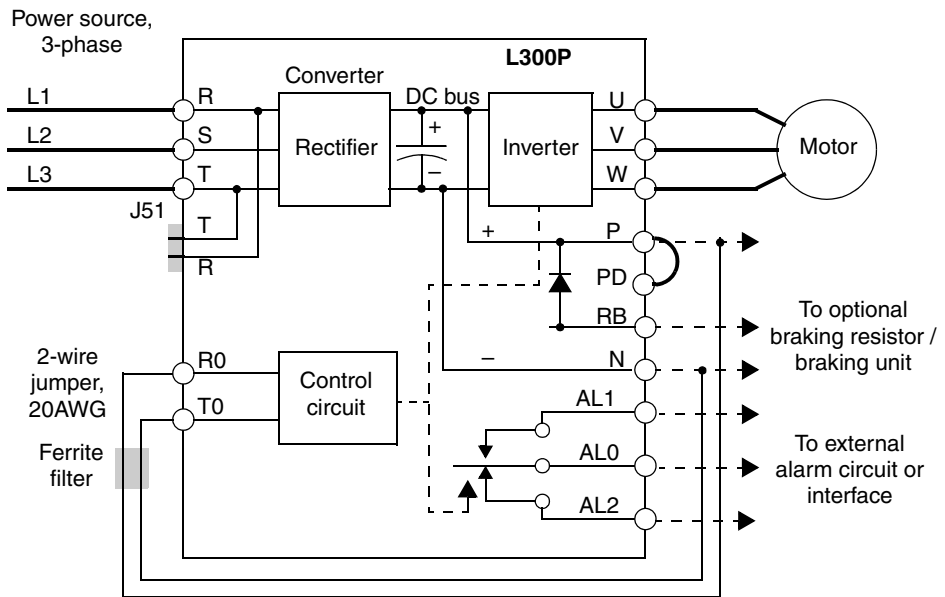 Power source,
3-phase
L300P
Converter
L1
R
DC bus
U
L2
S
Rectifier
+
Inverter
V
Motor
L3
T
–
W
J51
T
+
P
R
PD
RB
To optional
braking resistor /
braking unit
2-wire
jumper,
20AWG
R0
Control
circuit
–
N
T0
AL1
Ferrite
filter
AL0
To external
alarm circuit or
interface
AL2